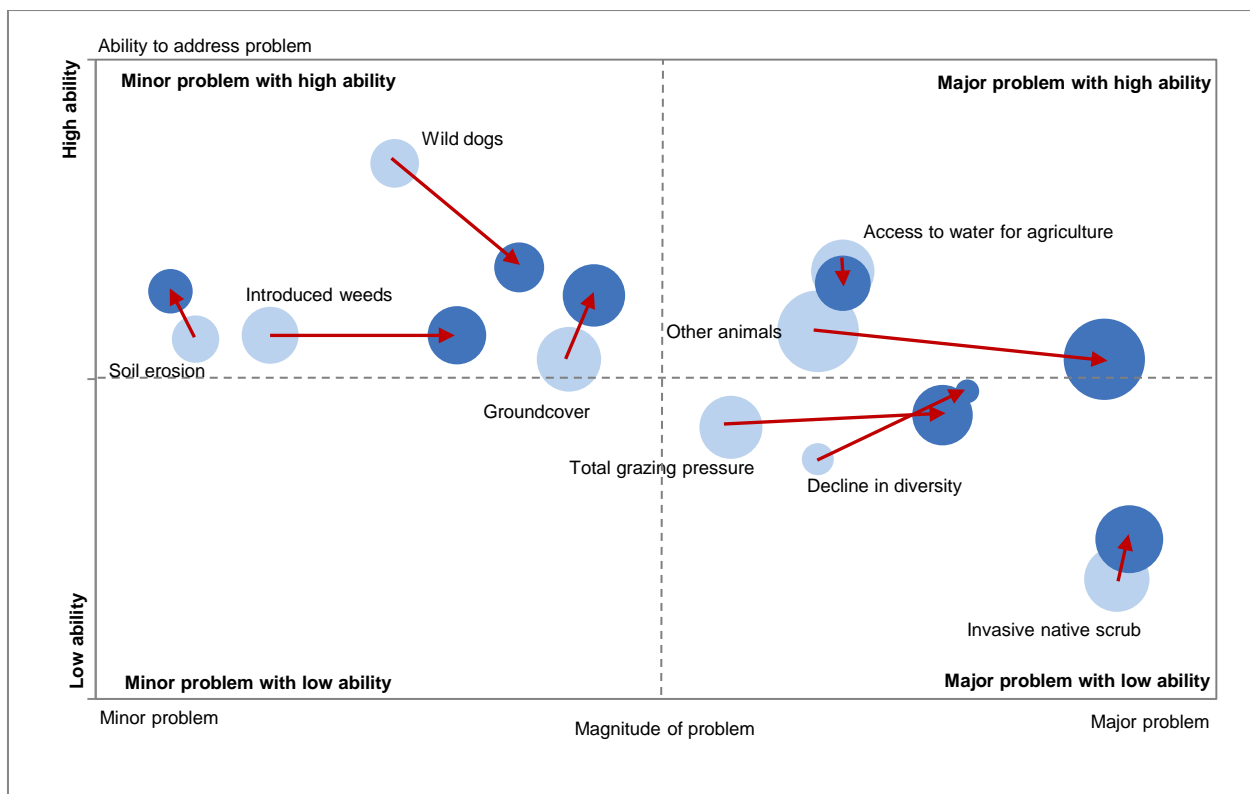 Ability to address problem
High ability
Minor problem with high ability
Major problem with high ability
Wild dogs
Access to water for agriculture
Introduced weeds
Other animals
Soil erosion
Groundcover
Total grazing pressure
Decline in diversity
Invasive native scrub
Low ability
Minor problem with low ability
Major problem with low ability
Minor problem
Magnitude of problem
Major problem